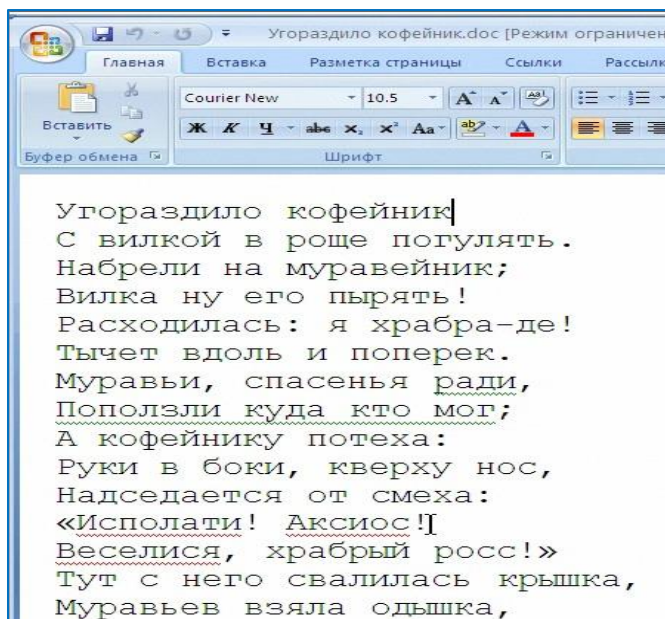 Угораздило кофейник.doc [Режим ограничен
Главная Вставка Разметка страницы Ссылки Рассылк
Вставить
Courier New 10.5
Ж К Ч abc x₂ x² Aa ab А
Буфер обмена Шрифт
Угораздило кофейник
С вилкой в роще погулять.
Набрели на муравейник;
Вилка ну его пырять!
Расходилась: я храбра-де!
Тычет вдоль и поперек.
Муравьи, спасенья ради,
Поползли куда кто мог;
А кофейнику потеха:
Руки в боки, кверху нос,
Надседается от смеха:
«Исполати! Аксиос!
Веселися, храбрый росс!»
Тут с него свалилась крышка,
Муравьев взяла одышка,